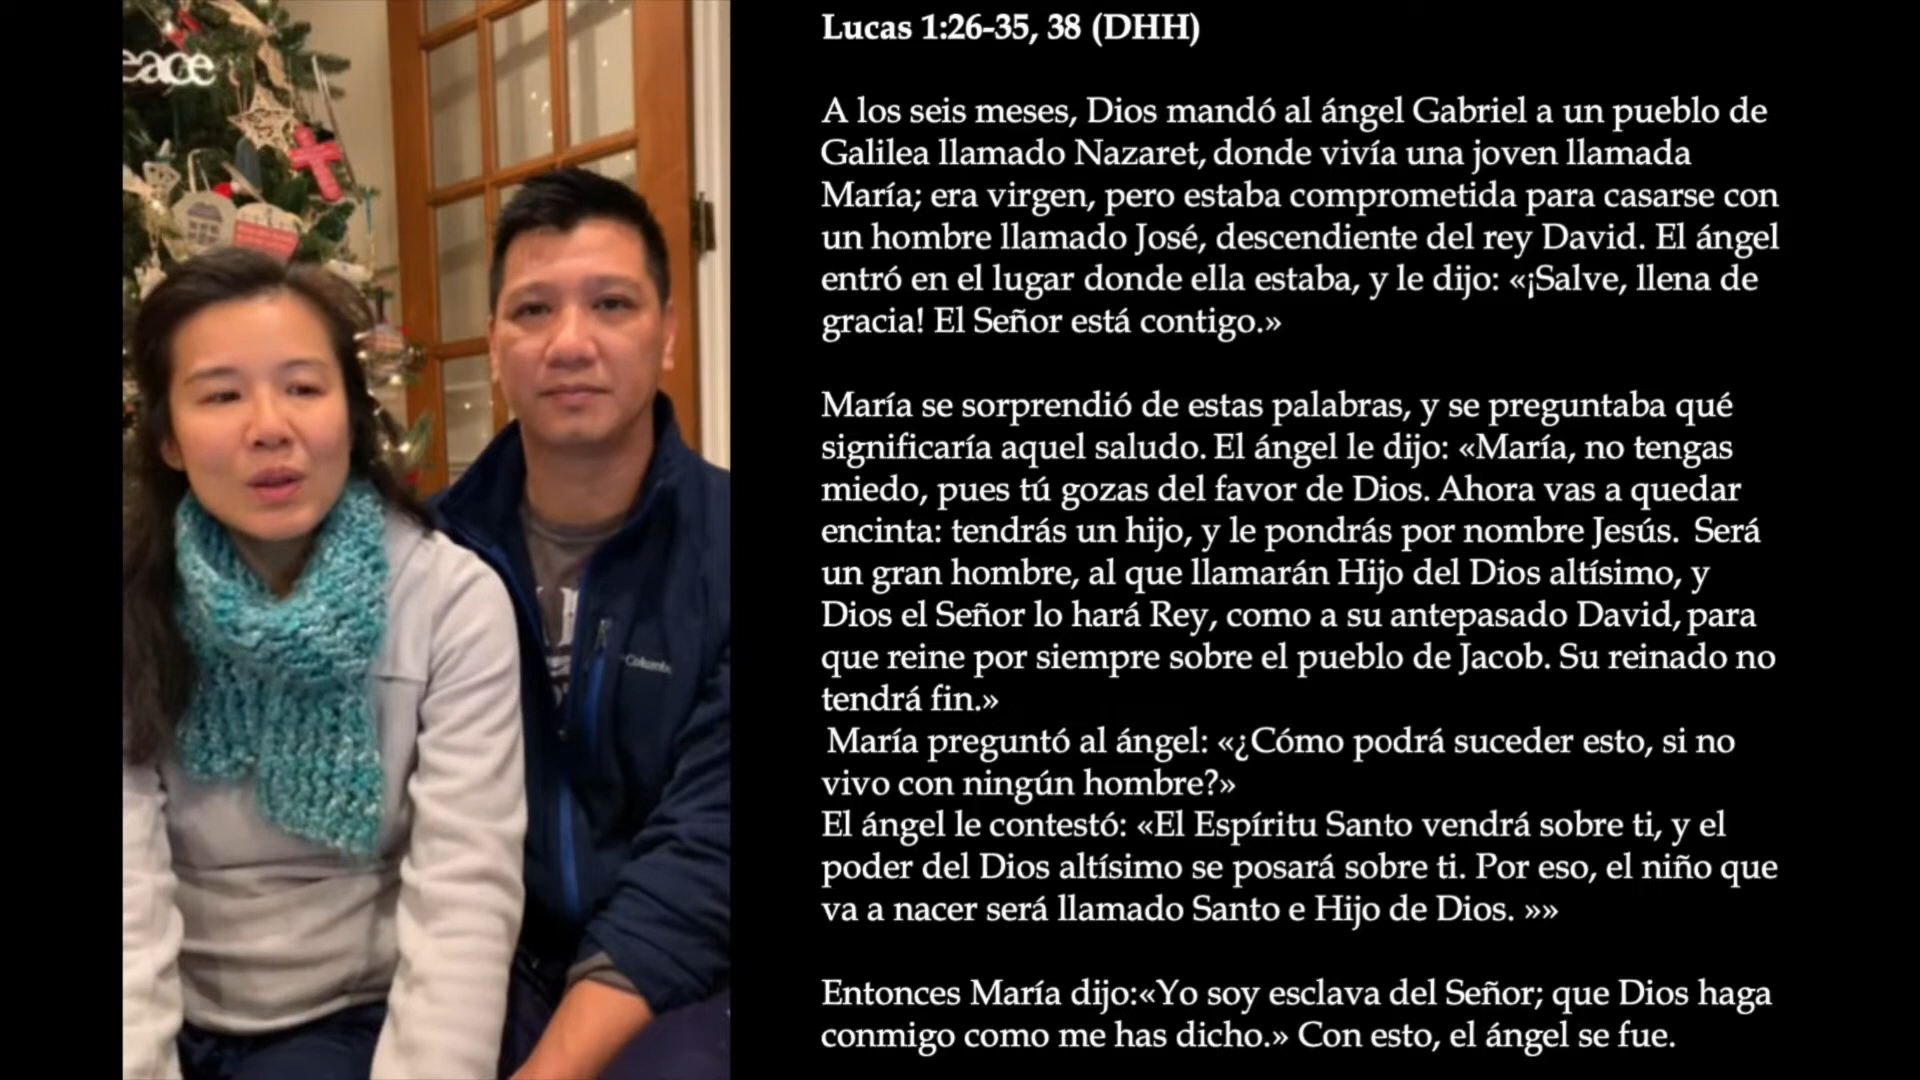 eace
Columbia
Lucas 1:26-35, 38 (DHH)
A los seis meses, Dios mandó al ángel Gabriel a un pueblo de
Galilea llamado Nazaret, donde vivía una joven llamada
María; era virgen, pero estaba comprometida para casarse con
un hombre llamado José, descendiente del rey David. El ángel
entró en el lugar donde ella estaba, y le dijo: «¡Salve, llena de
gracia! El Señor está contigo.»
María se sorprendió de estas palabras, y se preguntaba qué
significaría aquel saludo. El ángel le dijo: «María, no tengas
miedo, pues tú gozas del favor de Dios. Ahora vas a quedar
encinta: tendrás un hijo, y le pondrás por nombre Jesús. Será
un gran hombre, al que llamarán Hijo del Dios altísimo, y
Dios el Señor lo hará Rey, como a su antepasado David, para
que reine por siempre sobre el pueblo de Jacob. Su reinado no
tendrá fin.»
María preguntó al ángel: «¿Cómo podrá suceder esto, si no
vivo con ningún hombre?»
El ángel le contestó: «El Espíritu Santo vendrá sobre ti, y el
poder del Dios altísimo se posará sobre ti. Por eso, el niño que
va a nacer será llamado Santo e Hijo de Dios. »»
Entonces María dijo:«Yo soy esclava del Señor; que Dios haga
conmigo como me has dicho.» Con esto, el ángel se fue.